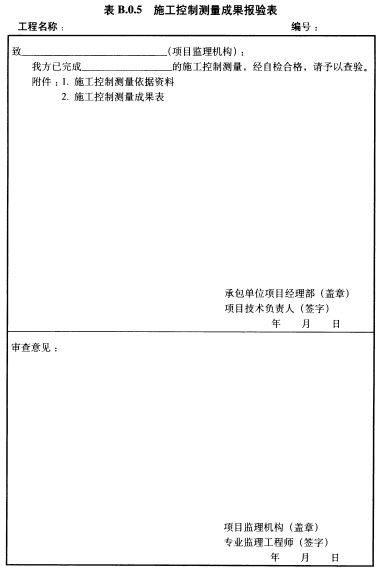 表 B.0.5 施工控制测量成果报验表
工程名称： 编号：
致____________________(项目监理机构)：
我方已完成____________________的施工控制测量，经自检合格，请予以查验。
附件：1. 施工控制测量依据资料
2. 施工控制测量成果表
承包单位项目经理部（盖章）
项目技术负责人（签字）
年 月 日
审查意见：
项目监理机构（盖章）
专业监理工程师（签字）
年 月 日